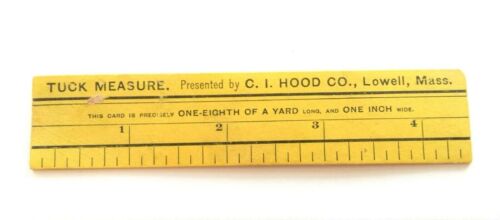 TUCK MEASURE. Presented by C. I. HOOD CO., Lowell, Mass.
THIS CARD IS PRECISELY ONE-EIGHTH OF A YARD LONG, AND ONE INCH WIDE.
1 2 3 4